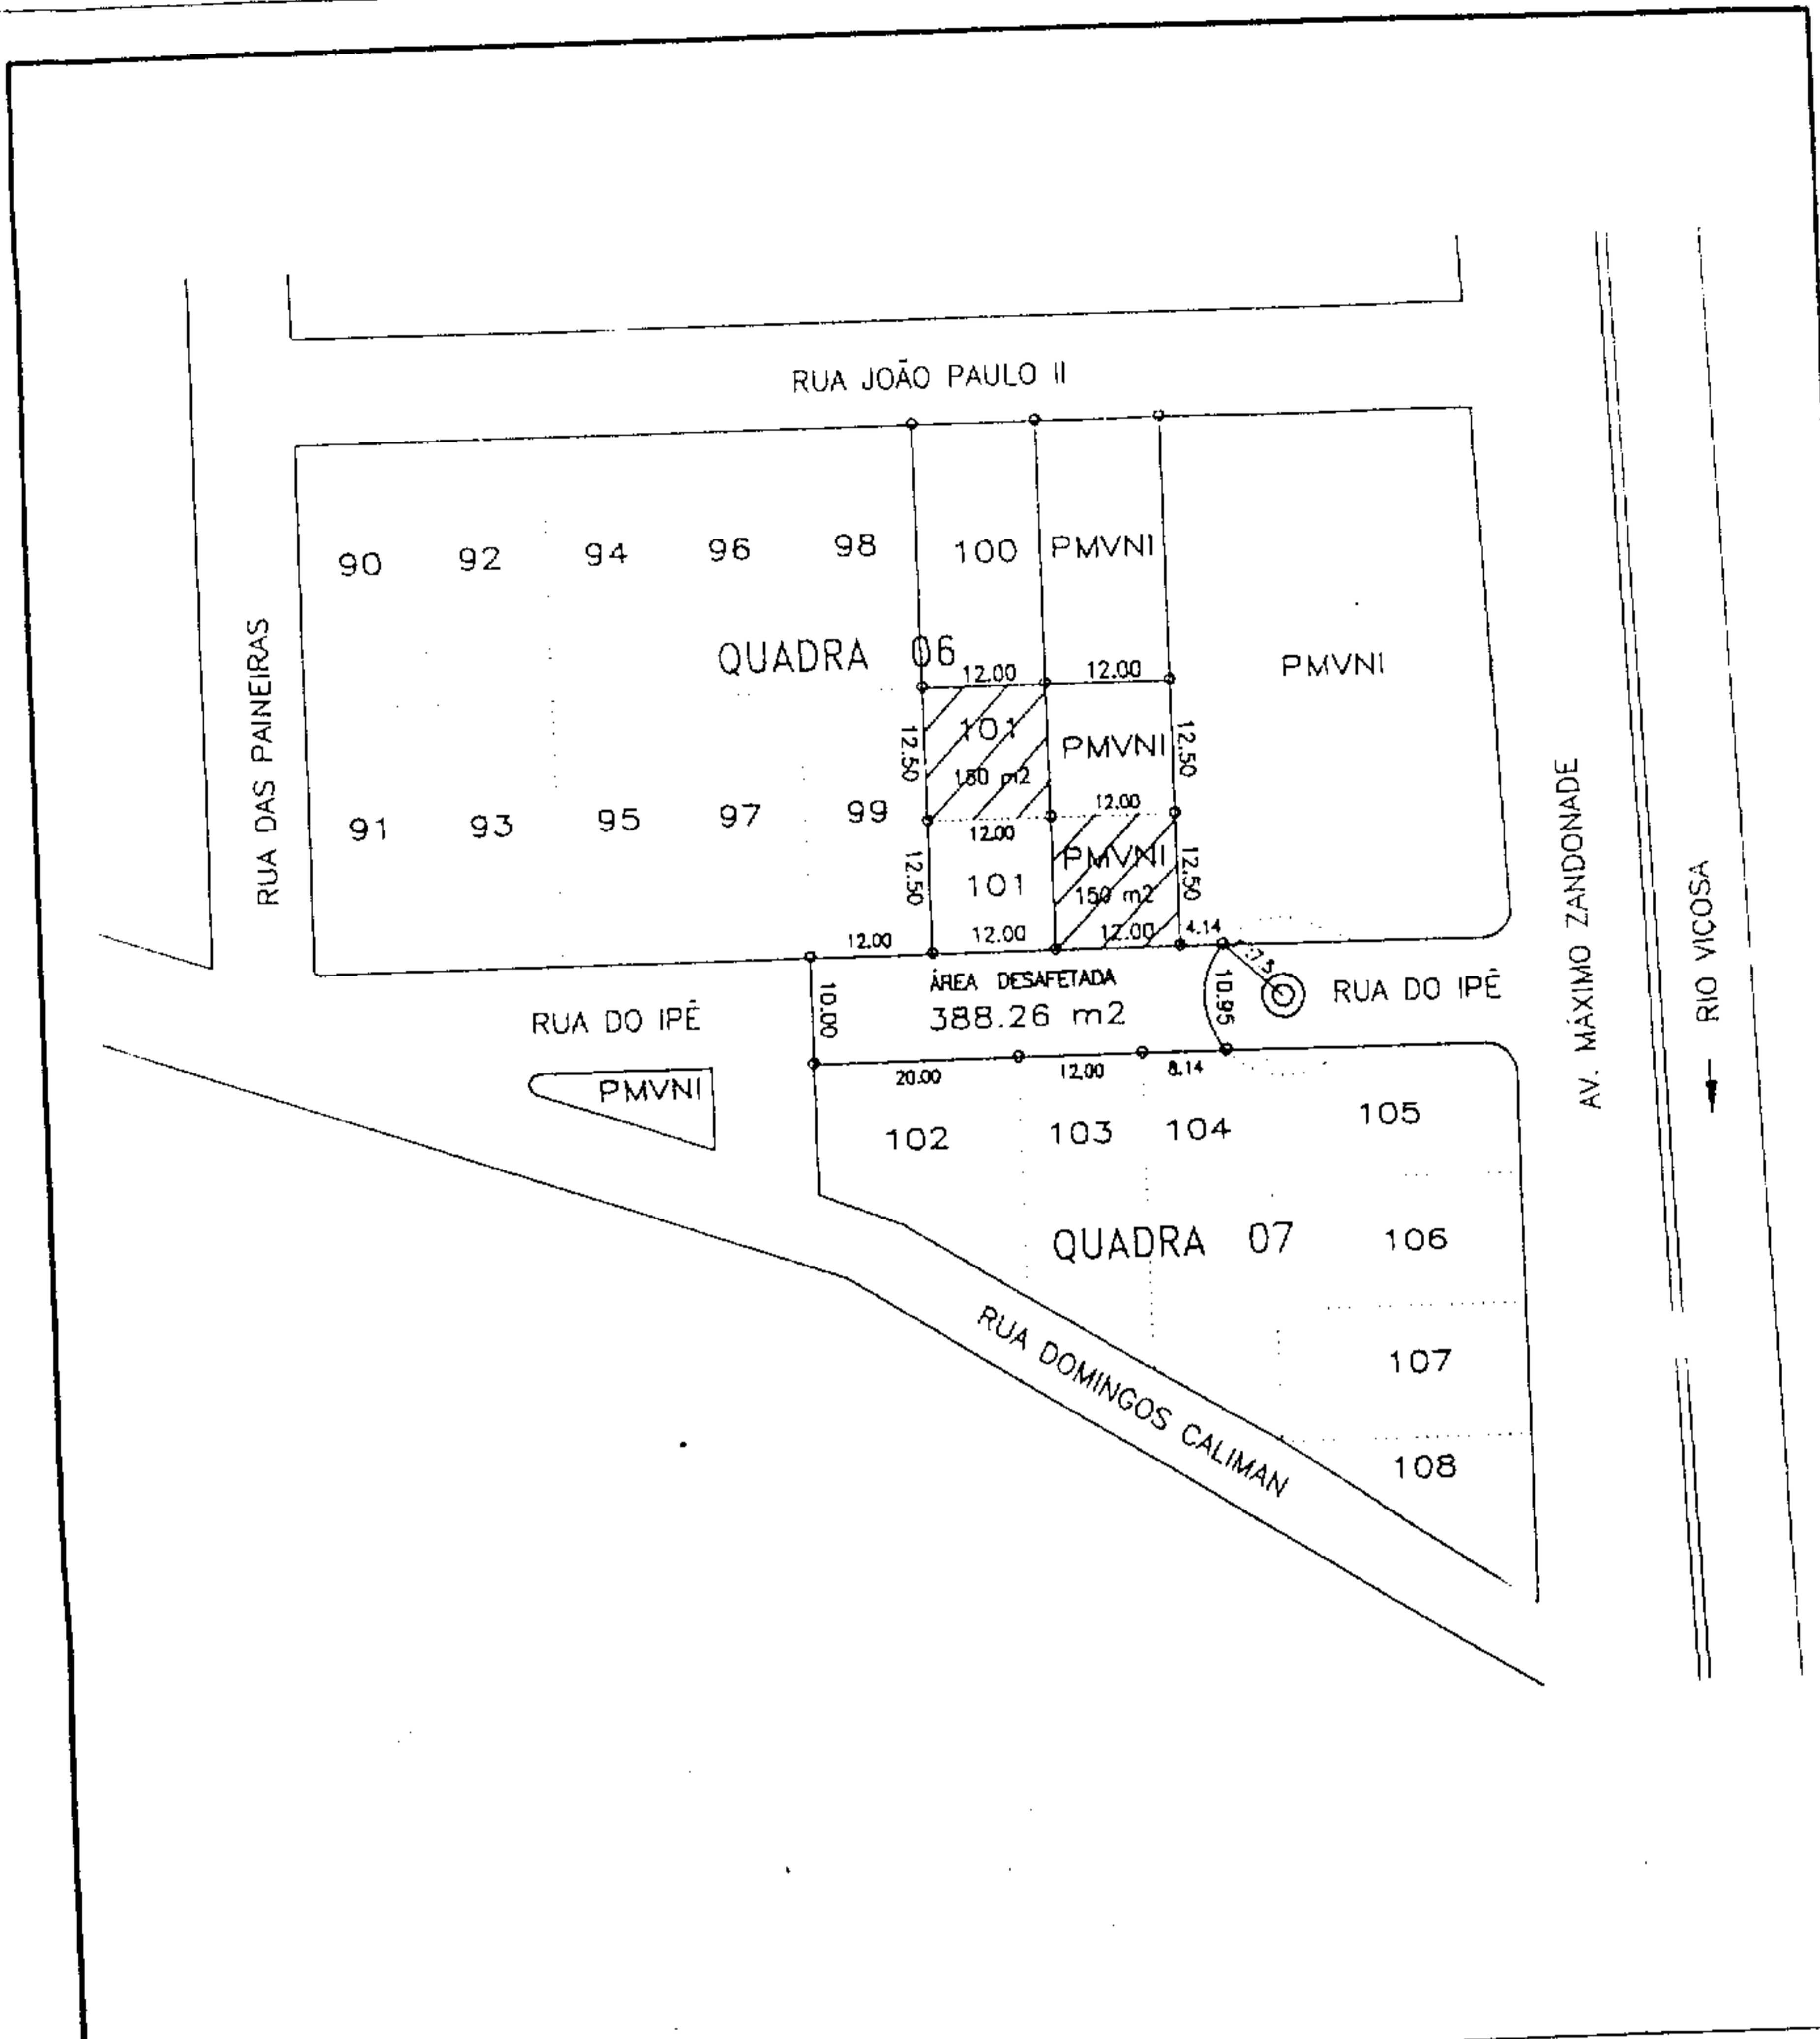 RUA JOÃO PAULO II
90
92
94
96
98
100
PMVNI
RUA DAS PAINEIRAS
QUADRA 06
12.00
12.00
PMVNI
12.50
101
150 m2
PMVNI
12.50
12.00
91
93
95
97
99
12.00
12.50
101
PMVNI
150 m2
12.50
12.00
12.00
12.00
4.14
AV. MÁXIMO ZANDONADE
RIO VIÇOSA
ÁREA DESAFETADA
388.26 m2
10.00
10.95
RUA DO IPÊ
RUA DO IPÊ
PMVNI
20.00
12.00
8.14
102
103
104
105
QUADRA 07
106
RUA DOMINGOS CALIMAN
107
108